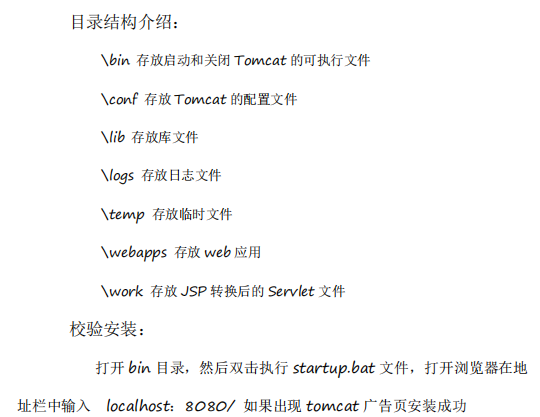 目录结构介绍：
\bin 存放启动和关闭 Tomcat 的可执行文件
\conf 存放 Tomcat 的配置文件
\lib 存放库文件
\logs 存放日志文件
\temp 存放临时文件
\webapps 存放 web 应用
\work 存放 JSP 转换后的 Servlet 文件
校验安装：
打开 bin 目录，然后双击执行 startup.bat 文件，打开浏览器在地
址栏中输入 localhost：8080/ 如果出现 tomcat 广告页安装成功